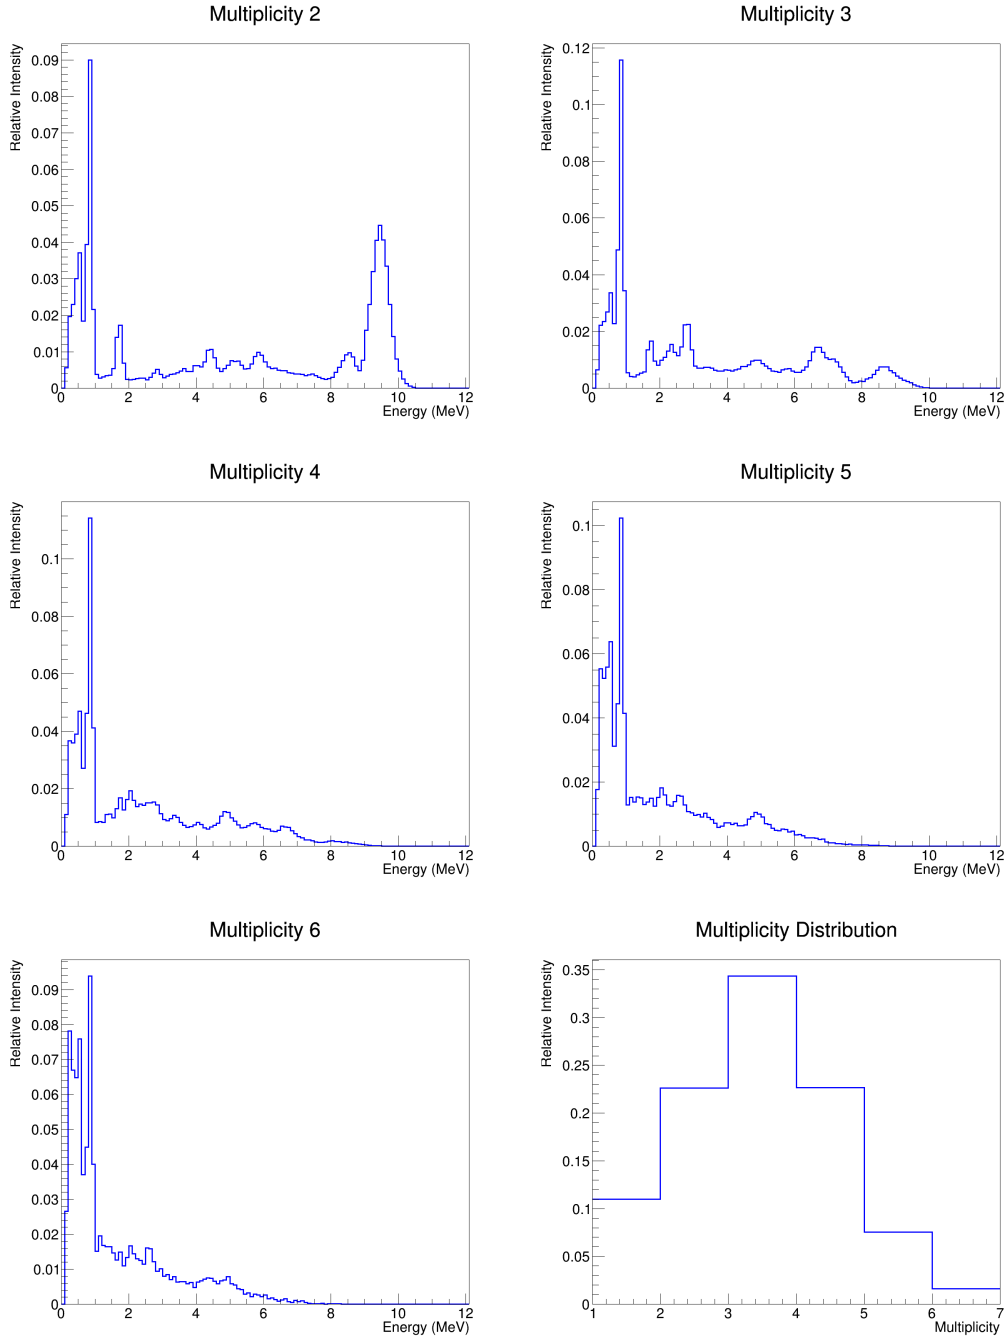 Multiplicity 2
Relative Intensity
0.09
0.08
0.07
0.06
0.05
0.04
0.03
0.02
0.01
0
0 2 4 6 8 10 12
Energy (MeV)
Multiplicity 3
Relative Intensity
0.12
0.1
0.08
0.06
0.04
0.02
0
0 2 4 6 8 10 12
Energy (MeV)
Multiplicity 4
Relative Intensity
0.1
0.08
0.06
0.04
0.02
0
0 2 4 6 8 10 12
Energy (MeV)
Multiplicity 5
Relative Intensity
0.1
0.08
0.06
0.04
0.02
0
0 2 4 6 8 10 12
Energy (MeV)
Multiplicity 6
Relative Intensity
0.09
0.08
0.07
0.06
0.05
0.04
0.03
0.02
0.01
0
0 2 4 6 8 10 12
Energy (MeV)
Multiplicity Distribution
Relative Intensity
0.35
0.3
0.25
0.2
0.15
0.1
0.05
0
1 2 3 4 5 6 7
Multiplicity